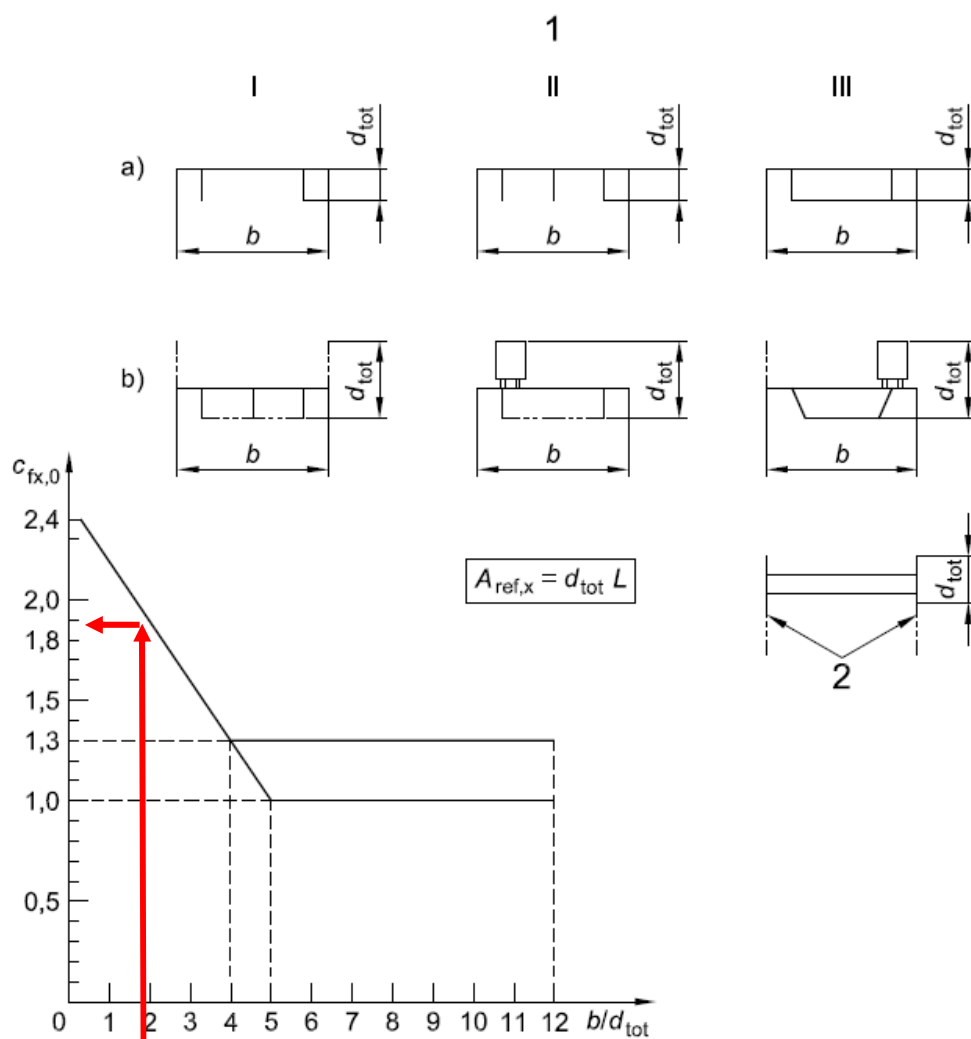 1
I II III
a) d_tot d_tot d_tot
b b b
b) d_tot d_tot d_tot
b b b
c_fx,0
2,4
A_ref,x = d_tot L
d_tot
2,0
1,8
2
1,5
1,3
1,0
0,5
0 1 2 3 4 5 6 7 8 9 10 11 12 b/d_tot